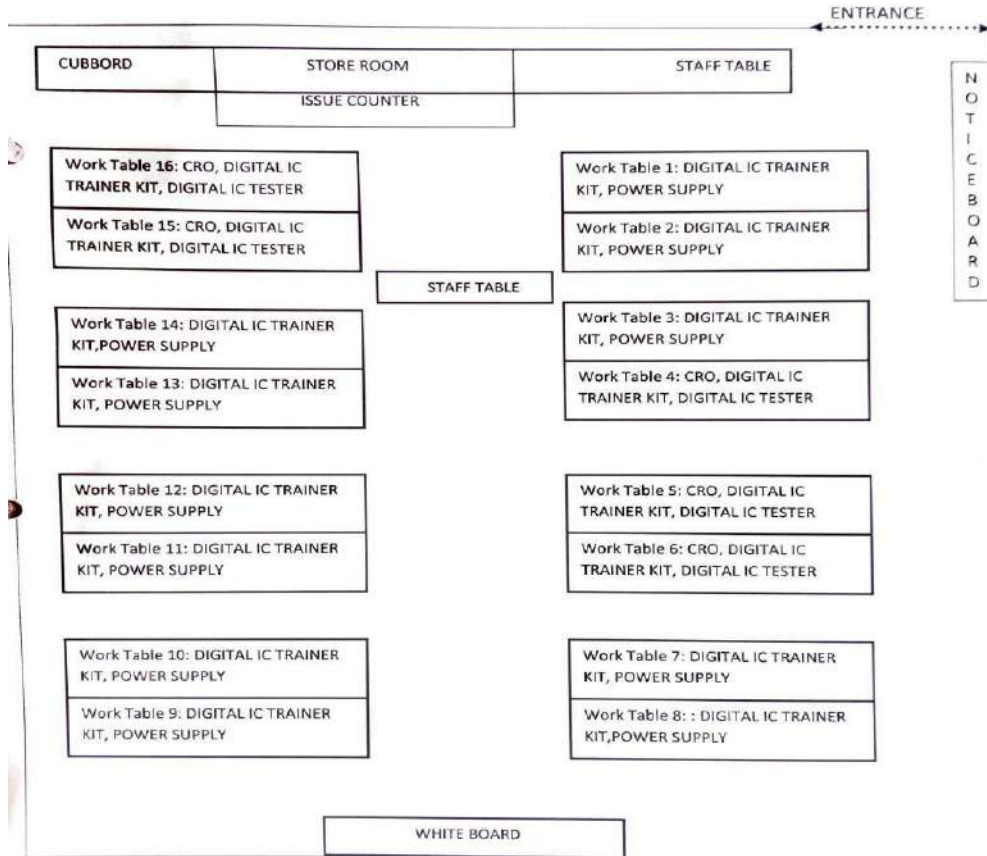 ENTRANCE
CUBBORD
STORE ROOM
STAFF TABLE
ISSUE COUNTER
NOTICEBOARD
Work Table 16: CRO, DIGITAL IC
TRAINER KIT, DIGITAL IC TESTER
Work Table 15: CRO, DIGITAL IC
TRAINER KIT, DIGITAL IC TESTER
Work Table 1: DIGITAL IC TRAINER
KIT, POWER SUPPLY
Work Table 2: DIGITAL IC TRAINER
KIT, POWER SUPPLY
STAFF TABLE
Work Table 14: DIGITAL IC TRAINER
KIT,POWER SUPPLY
Work Table 13: DIGITAL IC TRAINER
KIT, POWER SUPPLY
Work Table 3: DIGITAL IC TRAINER
KIT, POWER SUPPLY
Work Table 4: CRO, DIGITAL IC
TRAINER KIT, DIGITAL IC TESTER
Work Table 12: DIGITAL IC TRAINER
KIT, POWER SUPPLY
Work Table 11: DIGITAL IC TRAINER
KIT, POWER SUPPLY
Work Table 5: CRO, DIGITAL IC
TRAINER KIT, DIGITAL IC TESTER
Work Table 6: CRO, DIGITAL IC
TRAINER KIT, DIGITAL IC TESTER
Work Table 10: DIGITAL IC TRAINER
KIT, POWER SUPPLY
Work Table 9: DIGITAL IC TRAINER
KIT, POWER SUPPLY
Work Table 7: DIGITAL IC TRAINER
KIT, POWER SUPPLY
Work Table 8: : DIGITAL IC TRAINER
KIT,POWER SUPPLY
WHITE BOARD